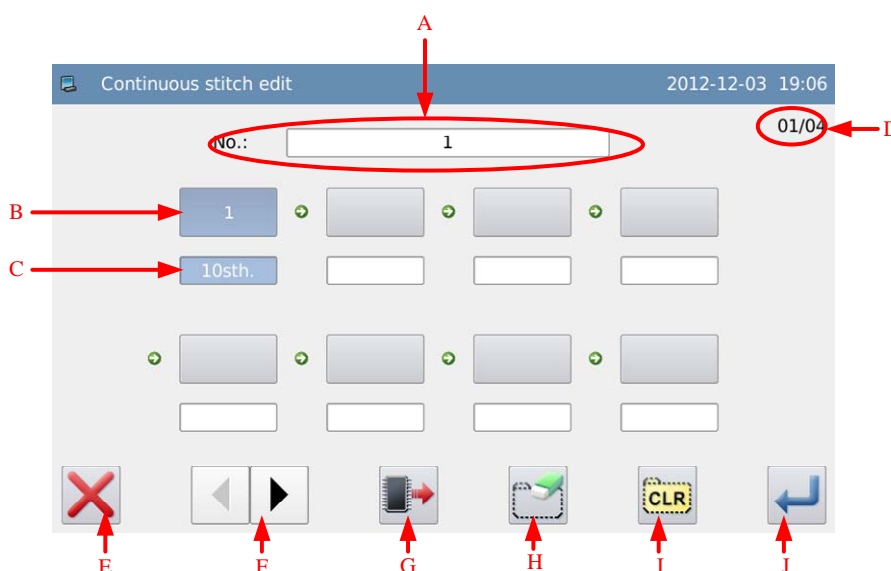 A
Continuous stitch edit 2012-12-03 19:06
No.: 1 01/04 D
B 1
C 10sth.
CLR
E F G H I J